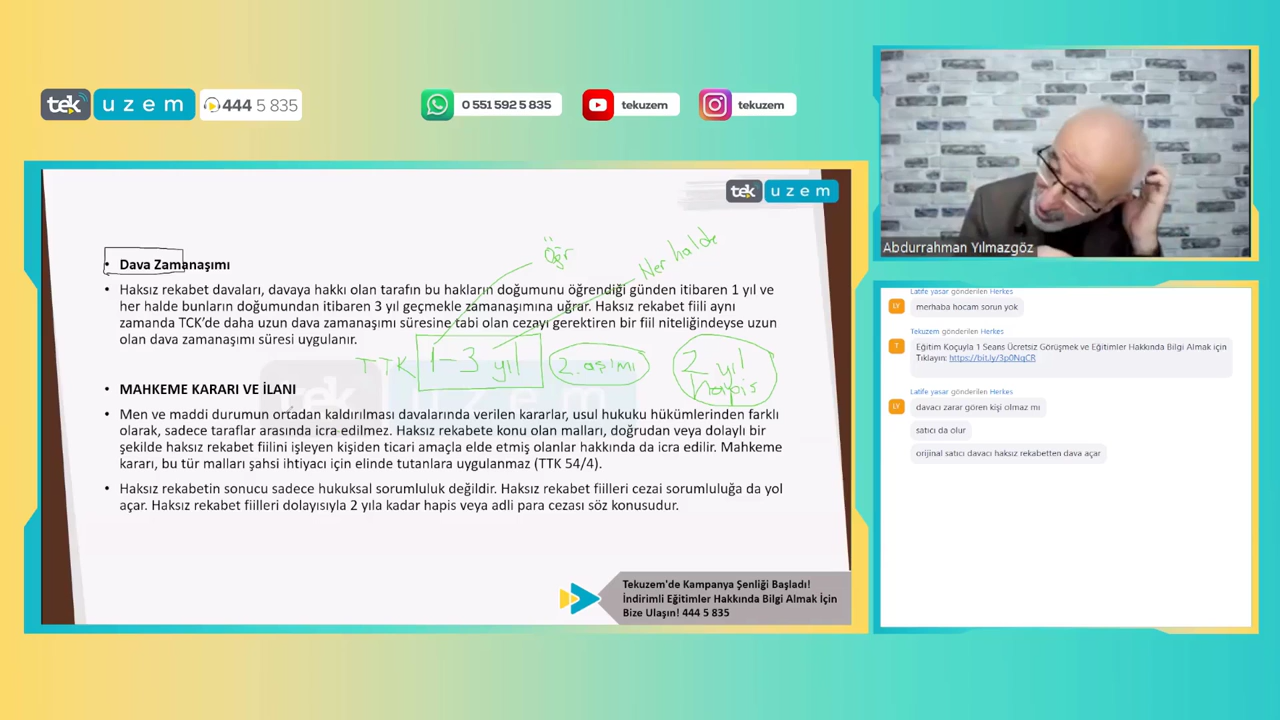 tek uzem 444 5 835
0 551 592 5 835
tekuzem
tekuzem
tek uzem
Öğr
Her halde
• Dava Zamanaşımı
• Haksız rekabet davaları, davaya hakkı olan tarafın bu hakların doğumunu öğrendiği günden itibaren 1 yıl ve
her halde bunların doğumundan itibaren 3 yıl geçmekle zamanaşımına uğrar. Haksız rekabet fiili aynı
zamanda TCK'de daha uzun dava zamanaşımı süresine tabi olan cezayı gerektiren bir fiil niteliğindeyse uzun
olan dava zamanaşımı süresi uygulanır.
TTK 1-3 yıl 2.aşımı 2 yıl
hapis
• MAHKEME KARARI VE İLANI
• Men ve maddi durumun ortadan kaldırılması davalarında verilen kararlar, usul hukuku hükümlerinden farklı
olarak, sadece taraflar arasında icra edilmez. Haksız rekabete konu olan malları, doğrudan veya dolaylı bir
şekilde haksız rekabet fiilini işleyen kişiden ticari amaçla elde etmiş olanlar hakkında da icra edilir. Mahkeme
kararı, bu tür malları şahsi ihtiyacı için elinde tutanlara uygulanmaz (TTK 54/4).
• Haksız rekabetin sonucu sadece hukuksal sorumluluk değildir. Haksız rekabet fiilleri cezai sorumluluğa da yol
açar. Haksız rekabet fiilleri dolayısıyla 2 yıla kadar hapis veya adli para cezası söz konusudur.
tek uzem
Tekuzem'de Kampanya Şenliği Başladı!
İndirimli Eğitimler Hakkında Bilgi Almak İçin
Bize Ulaşın! 444 5 835
Abdurrahman Yılmazgöz
Latife yasar gönderilen Herkes
LY merhaba hocam sorun yok
Tekuzem gönderilen Herkes
T Eğitim Koçuyla 1 Seans Ücretsiz Görüşmek ve Eğitimler Hakkında Bilgi Almak için
Tıklayın: https://bit.ly/3p0NqCR
Latife yasar gönderilen Herkes
LY davacı zarar gören kişi olmaz mı
satıcı da olur
orijinal satıcı davacı haksız rekabetten dava açar